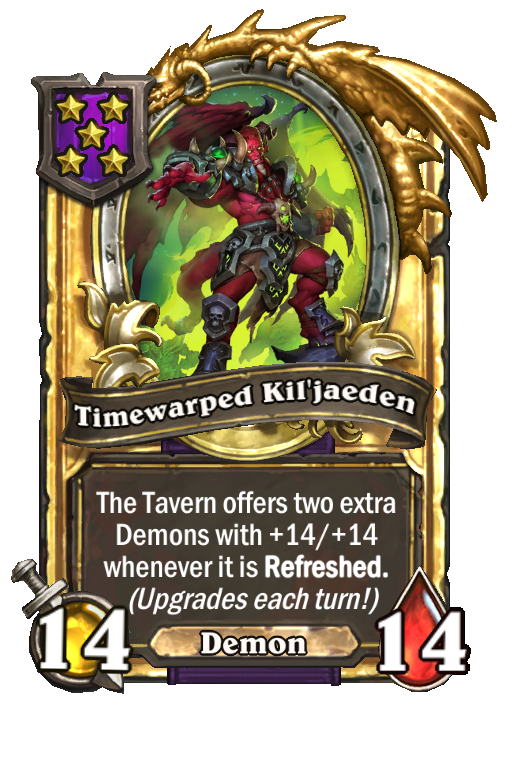 Timewarped Kil'jaeden
The Tavern offers two extra
Demons with +14/+14
whenever it is Refreshed.
(Upgrades each turn!)
14
Demon
14